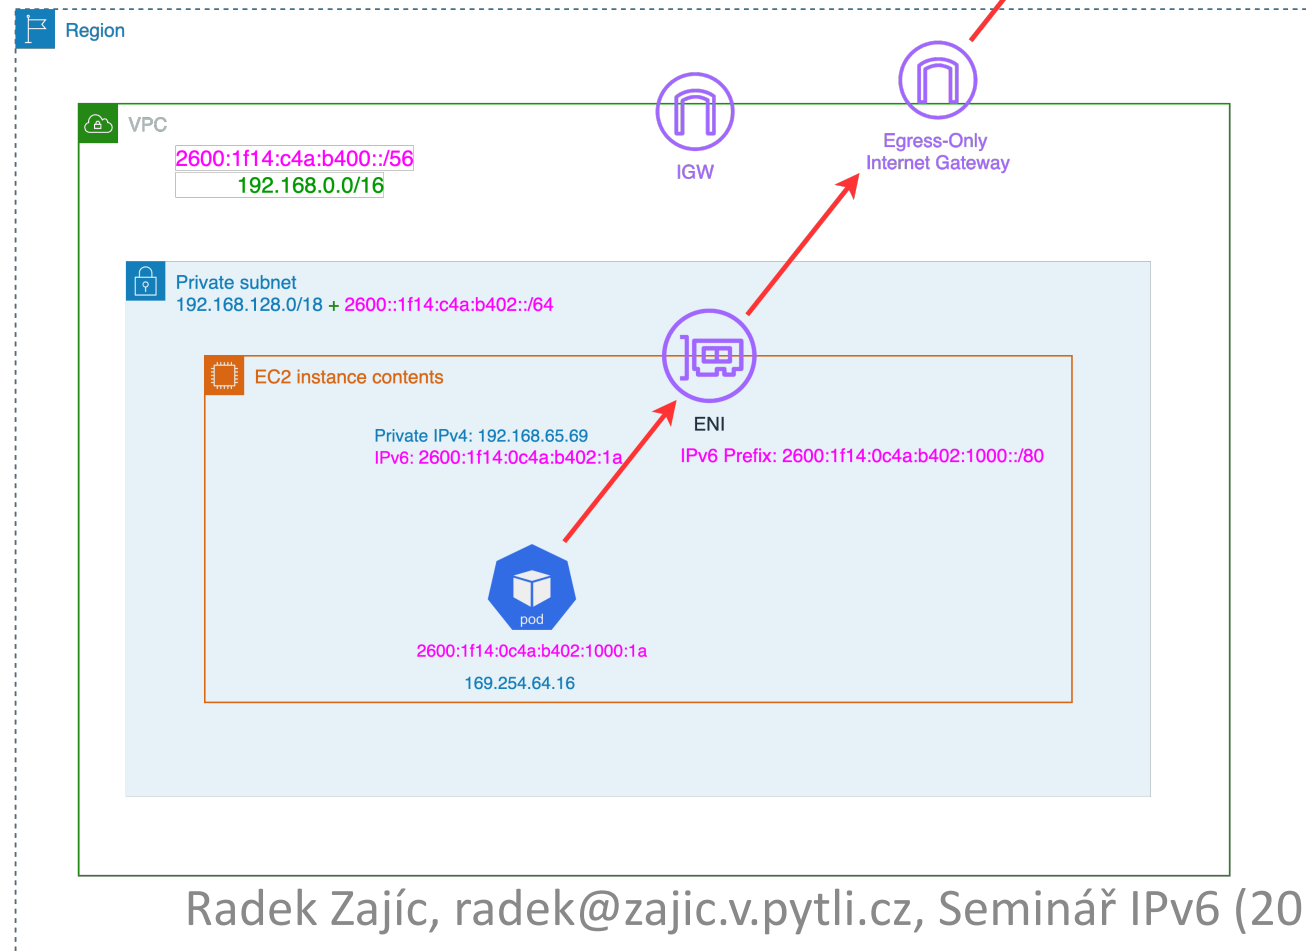 Region
VPC
2600:1f14:c4a:b400::/56
192.168.0.0/16
IGW
Egress-Only
Internet Gateway
Private subnet
192.168.128.0/18 + 2600::1f14:c4a:b402::/64
EC2 instance contents
ENI
Private IPv4: 192.168.65.69
IPv6: 2600:1f14:0c4a:b402:1a
IPv6 Prefix: 2600:1f14:0c4a:b402:1000::/80
pod
2600:1f14:0c4a:b402:1000:1a
169.254.64.16
Radek Zajíc, radek@zajic.v.pytli.cz, Seminář IPv6 (20